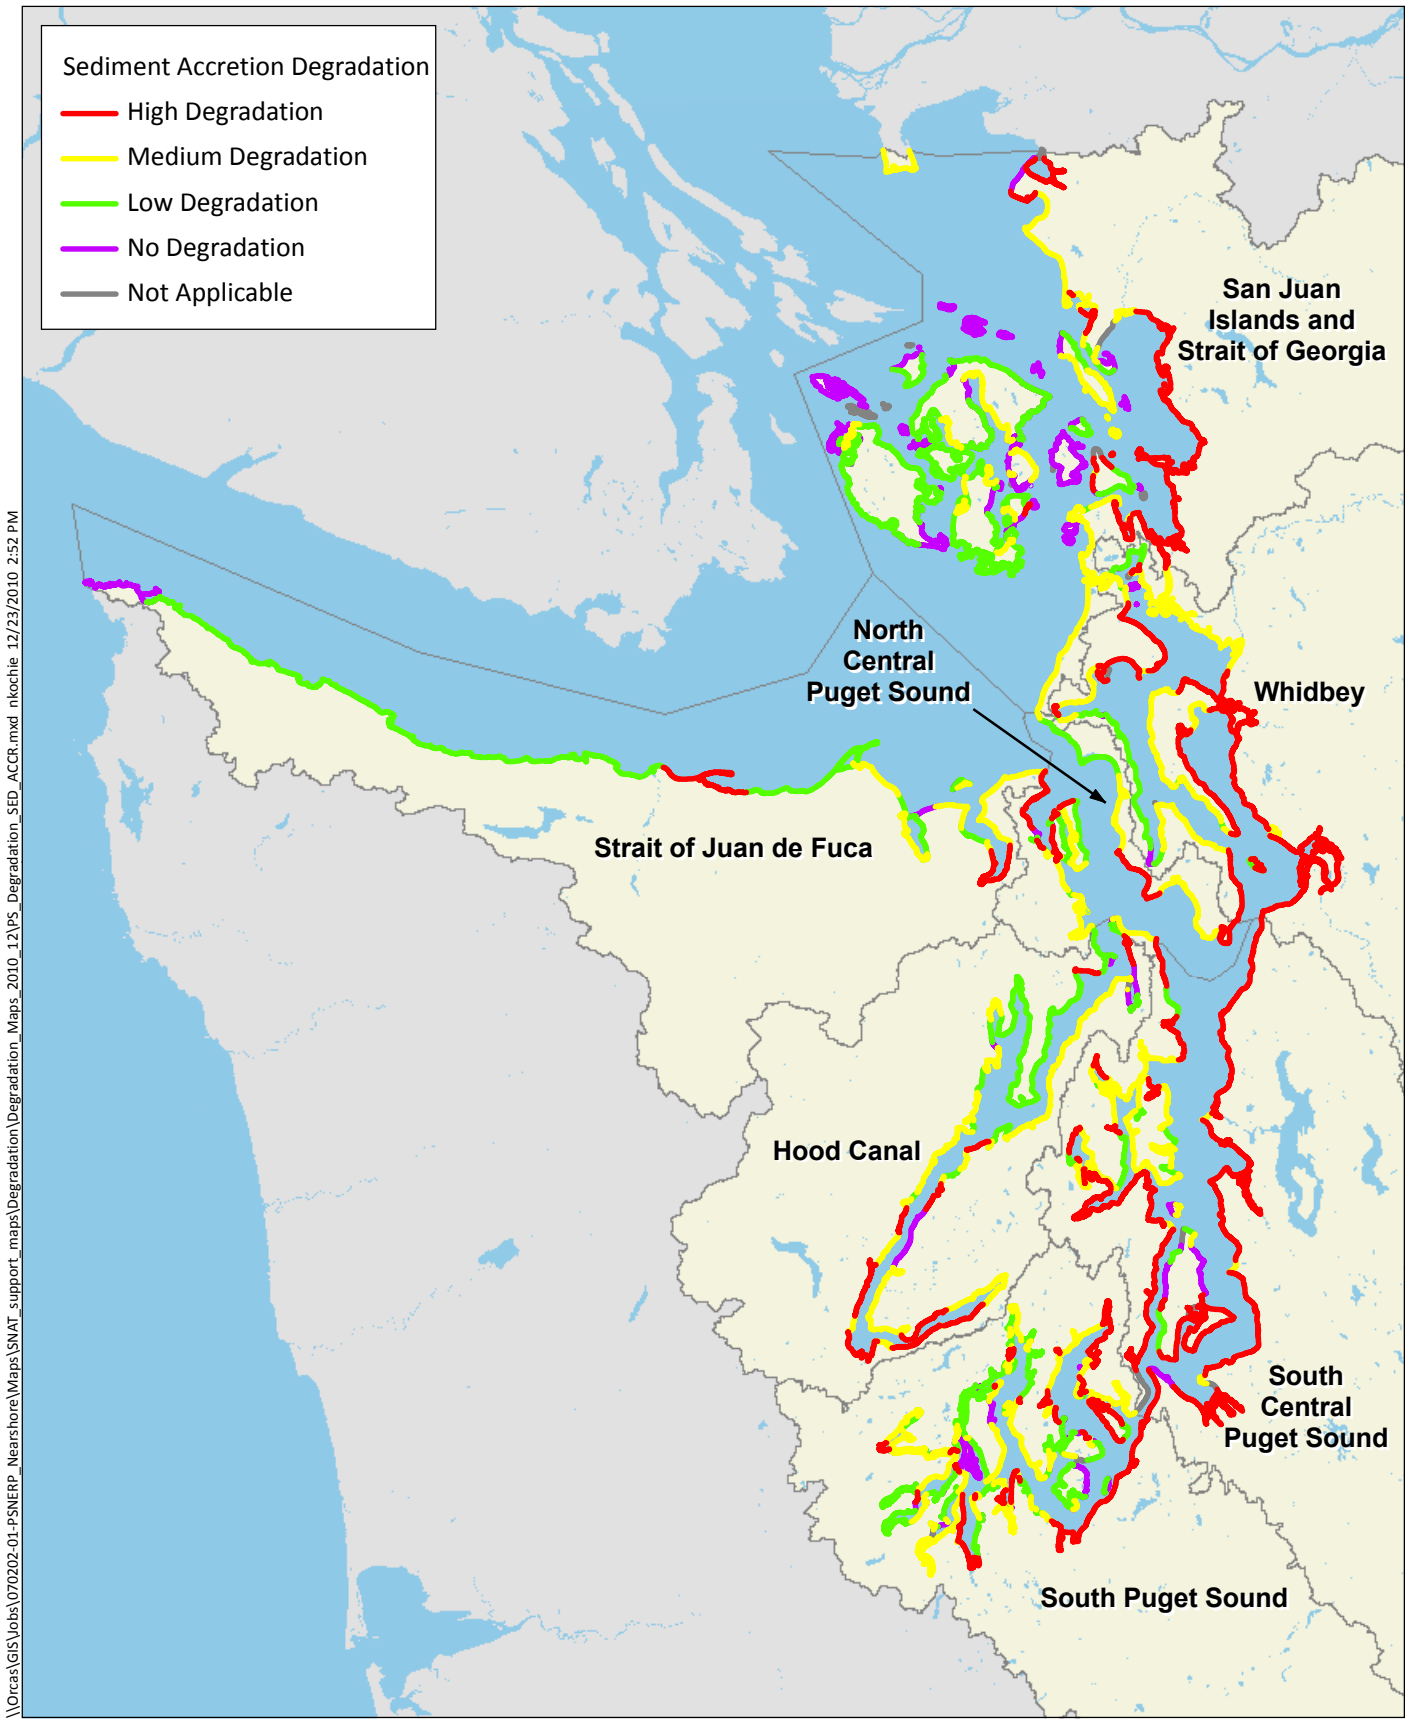 Sediment Accretion Degradation
High Degradation
Medium Degradation
Low Degradation
No Degradation
Not Applicable
San Juan
Islands and
Strait of Georgia
North
Central
Puget Sound
Whidbey
Strait of Juan de Fuca
Hood Canal
South
Central
Puget Sound
South Puget Sound
\\Orcas\GIS\Jobs\070202-01-PSNERP_Nearshore\Maps\SNAT_support_maps\Degradation\Degradation_Maps_2010_12\PS_Degradation_SED_ACCR.mxd nkochie 12/23/2010 2:52 PM